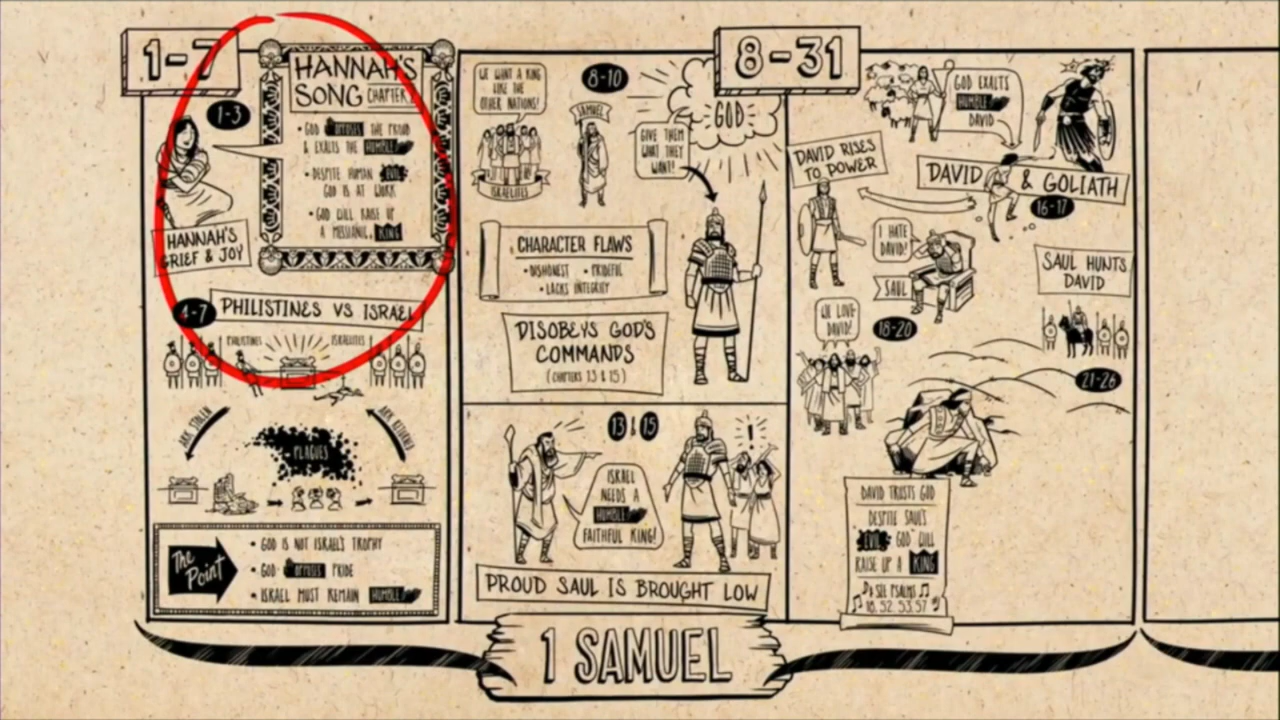 1-7
1-3
HANNAH'S
SONG CHAPTER
• GOD OPPOSES THE PROUD
& EXALTS THE HUMBLE
• DESPITE HUMAN EVIL
GOD IS AT WORK
• GOD WILL RAISE UP
A MESSIANIC KING
HANNAH'S
GRIEF & JOY
4-7 PHILISTINES VS ISRAEL
PHILISTINES
ISRAELITES
ARK STOLEN
PLAGUES
ARK RETURNED
The Point
• GOD IS NOT ISRAEL'S TROPHY
• GOD OPPOSES PRIDE
• ISRAEL MUST REMAIN HUMBLE
8-31
WE WANT A KING
LIKE THE
OTHER NATIONS!
ISRAELITES
8-10
SAMUEL
GIVE THEM
WHAT THEY
WANT!
GOD
CHARACTER FLAWS
• DISHONEST • PRIDEFUL
• LACKS INTEGRITY
DISOBEYS GOD'S
COMMANDS
(CHAPTERS 13 & 15)
13 & 15
ISRAEL
NEEDS A
HUMBLE
FAITHFUL KING!
PROUD SAUL IS BROUGHT LOW
GOD EXALTS
HUMBLE
DAVID
DAVID & GOLIATH
16-17
DAVID RISES
TO POWER
I HATE
DAVID!
SAUL
WE LOVE
DAVID!
18-20
SAUL HUNTS
DAVID
21-26
DAVID TRUSTS GOD
DESPITE SAUL'S
EVIL GOD WILL
RAISE UP A KING
SEE PSALMS
18, 52, 53, 57
1 SAMUEL